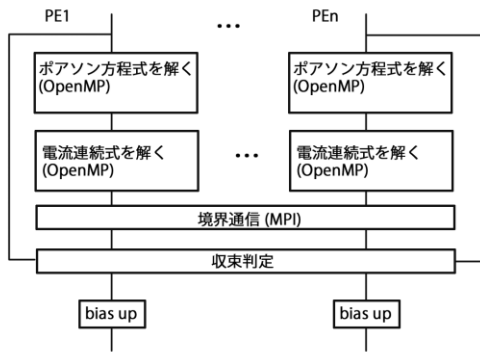 PE1 … PEn
ポアソン方程式を解く
(OpenMP)
ポアソン方程式を解く
(OpenMP)
電流連続式を解く
(OpenMP)
…
電流連続式を解く
(OpenMP)
境界通信 (MPI)
収束判定
bias up
bias up